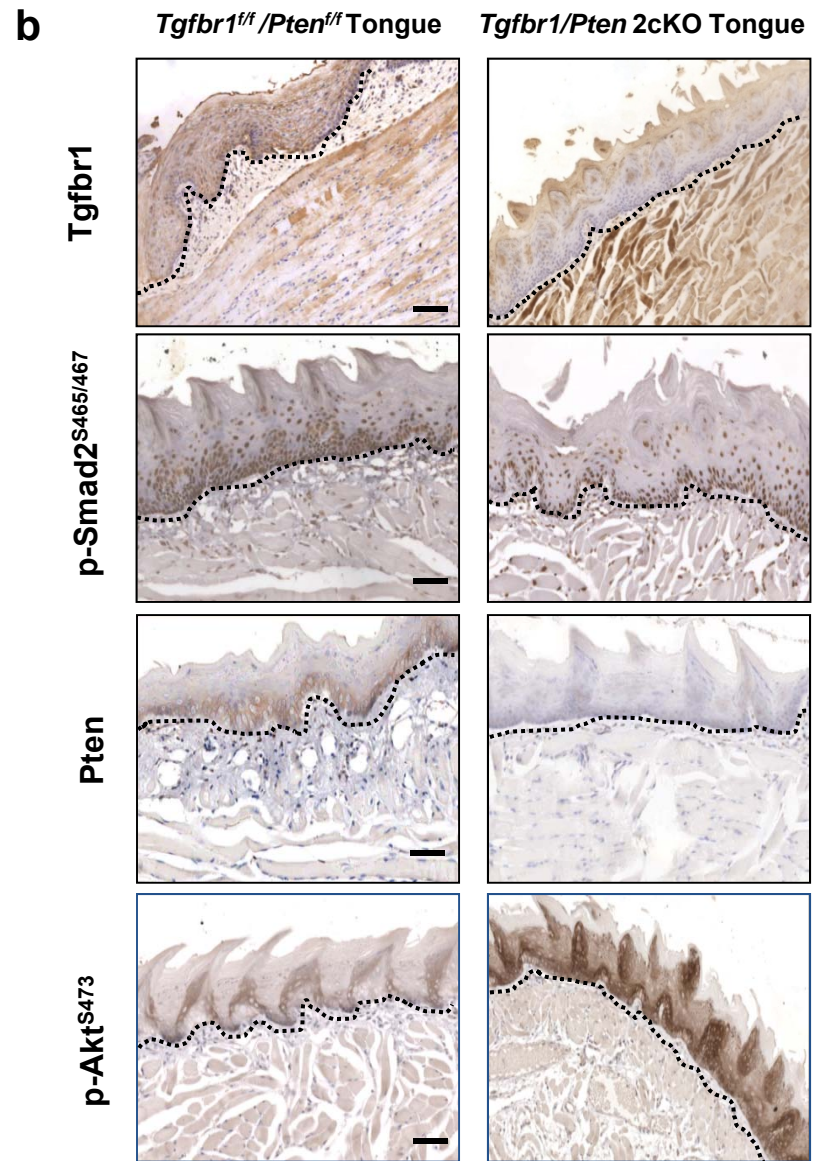 b
Tgfbr1f/f /Ptenf/f Tongue
Tgfbr1/Pten 2cKO Tongue
Tgfbr1
p-Smad2S465/467
Pten
p-AktS473